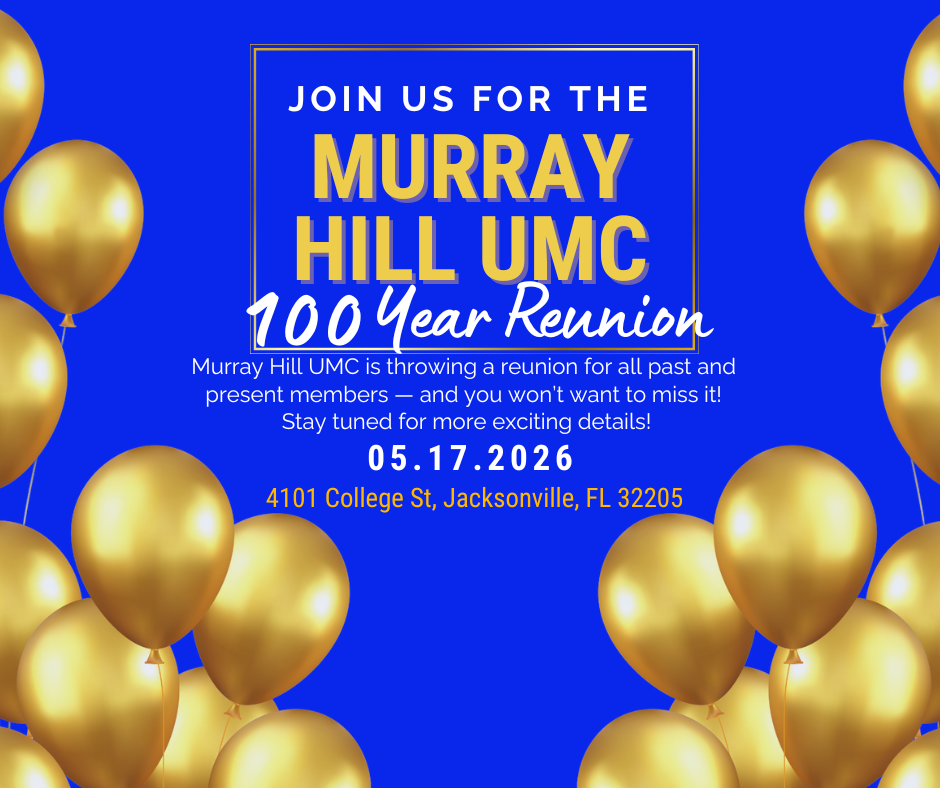 JOIN US FOR THE
MURRAY
HILL UMC
100 Year Reunion
Murray Hill UMC is throwing a reunion for all past and
present members — and you won't want to miss it!
Stay tuned for more exciting details!
05.17.2026
4101 College St, Jacksonville, FL 32205